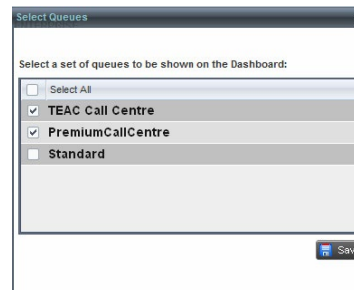 Select Queues
Select a set of queues to be shown on the Dashboard:
Select All
TEAC Call Centre
PremiumCallCentre
Standard
Sav